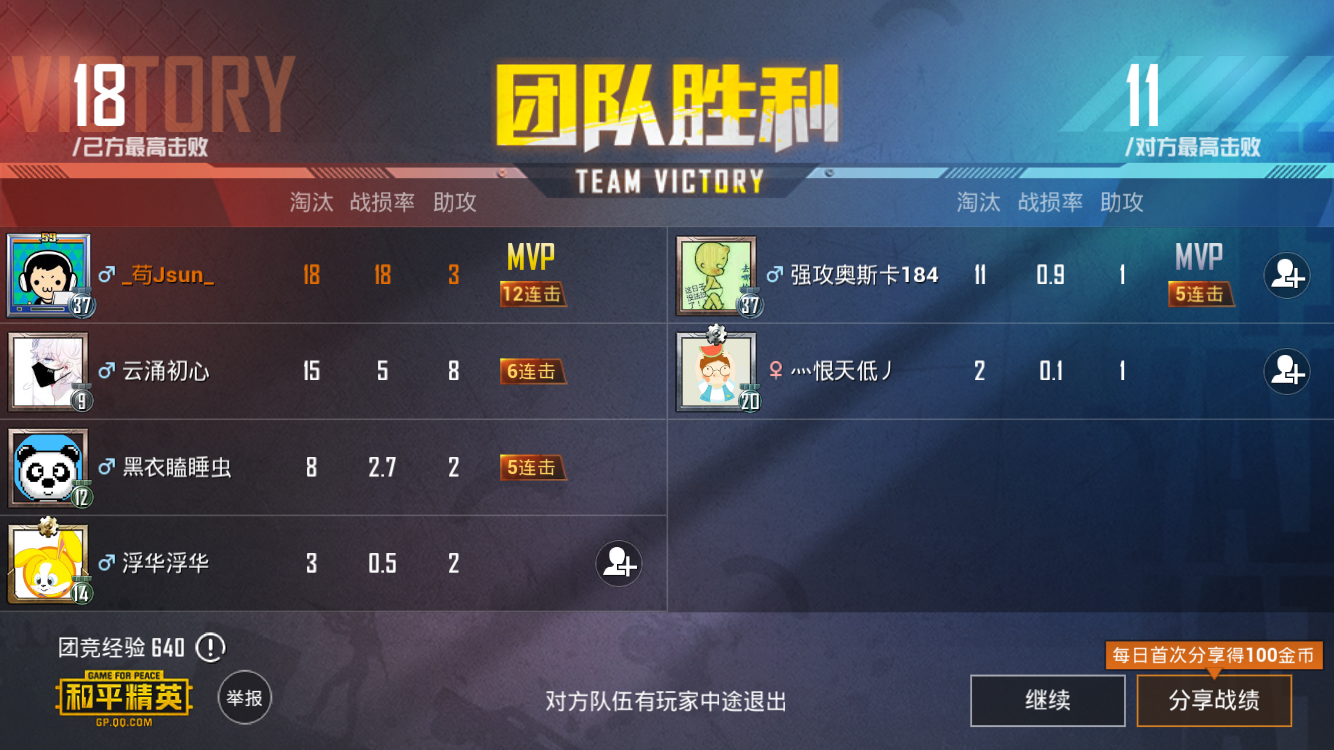 VICTORY
18
/己方最高击败
团队胜利
TEAM VICTORY
11
/对方最高击败
淘汰 战损率 助攻
淘汰 战损率 助攻
59
37
_苟Jsun_ 18 18 3 MVP
12连击
9
云涌初心 15 5 8 6连击
12
黑衣瞌睡虫 8 2.7 2 5连击
14
浮华浮华 3 0.5 2
37
强攻奥斯卡184 11 0.9 1 MVP
5连击
20
灬恨天低丿 2 0.1 1
团竞经验 640
GAME FOR PEACE
和平精英
GP.QQ.COM
举报
对方队伍有玩家中途退出
继续
每日首次分享得100金币
分享战绩